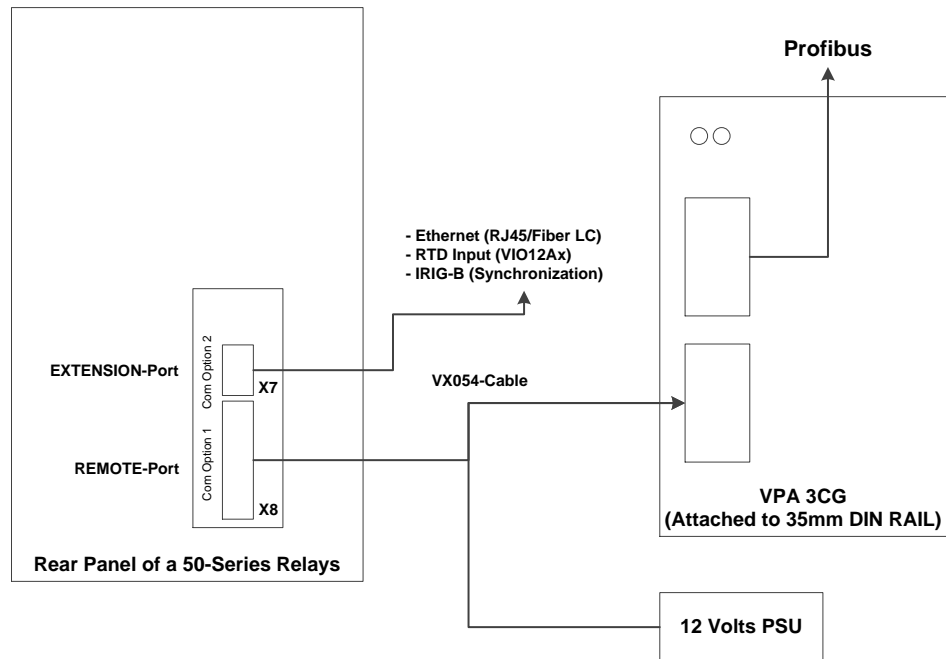 Profibus
- Ethernet (RJ45/Fiber LC)
- RTD Input (VIO12Ax)
- IRIG-B (Synchronization)
EXTENSION-Port
Com Option 2
X7
VX054-Cable
REMOTE-Port
Com Option 1
X8
VPA 3CG
(Attached to 35mm DIN RAIL)
Rear Panel of a 50-Series Relays
12 Volts PSU